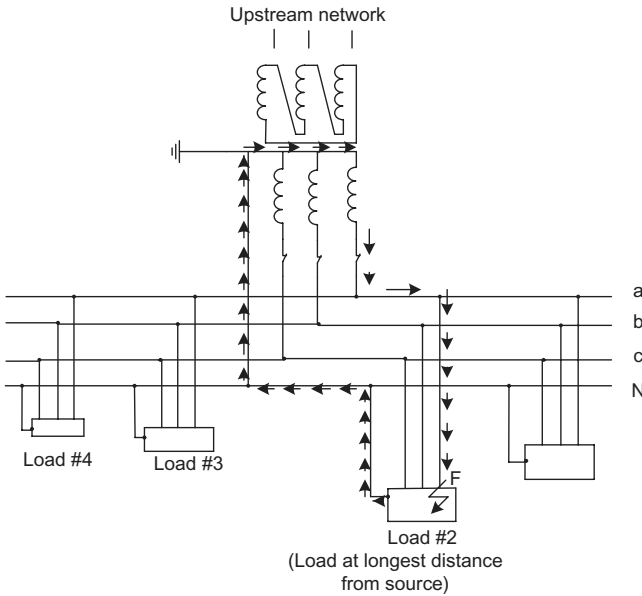 Upstream network
a
b
c
N
Load #4
Load #3
F
Load #2
(Load at longest distance
from source)